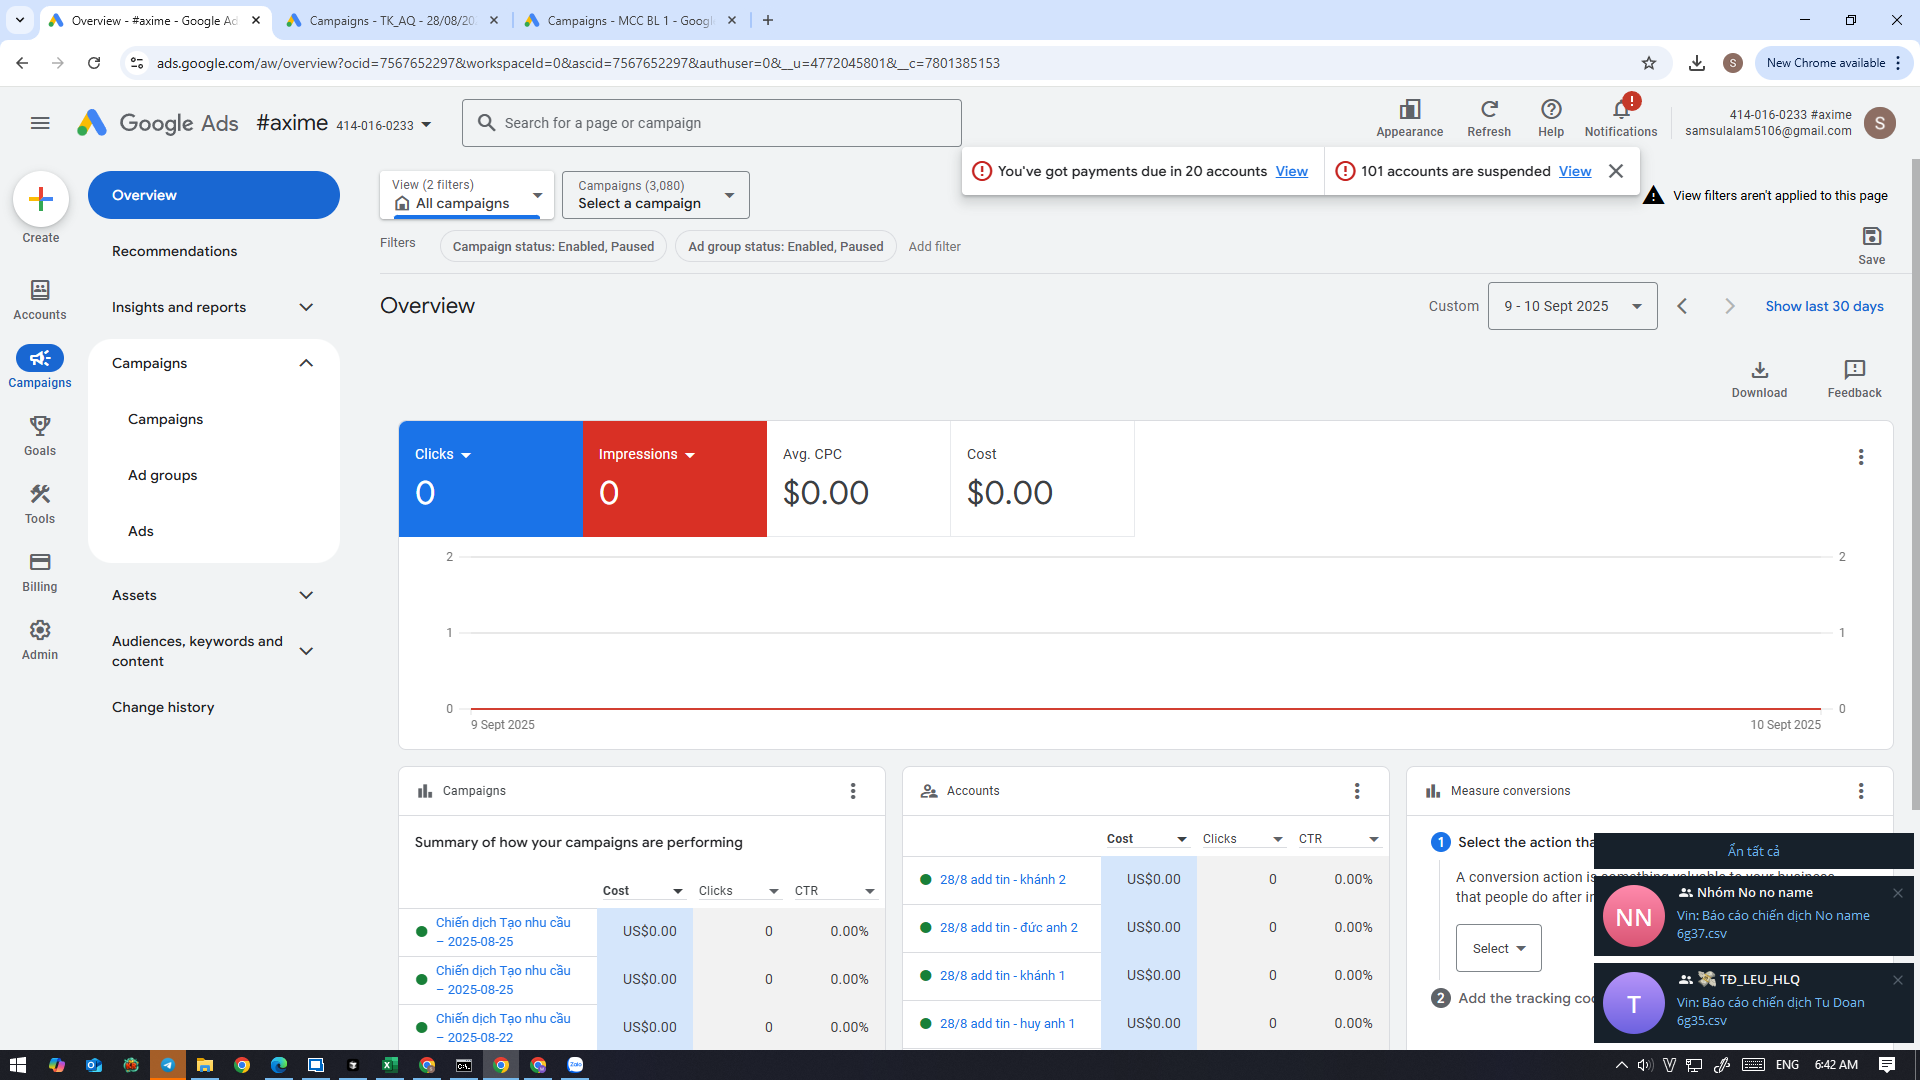 Overview - #axime - Google Ad
Campaigns - TK_AQ - 28/08/202
Campaigns - MCC BL 1 - Google
ads.google.com/aw/overview?ocid=7567652297&workspaceId=0&ascid=7567652297&authuser=0&__u=4772045801&__c=7801385153
S
New Chrome available
Google Ads
#axime 414-016-0233
Search for a page or campaign
Appearance
Refresh
Help
!
Notifications
414-016-0233 #axime
samsulalam5106@gmail.com
S
You've got payments due in 20 accounts View
101 accounts are suspended View
View filters aren't applied to this page
Create
Accounts
Campaigns
Goals
Tools
Billing
Admin
Overview
Recommendations
Insights and reports
Campaigns
Campaigns
Ad groups
Ads
Assets
Audiences, keywords and
content
Change history
View (2 filters)
All campaigns
Campaigns (3,080)
Select a campaign
Filters
Campaign status: Enabled, Paused
Ad group status: Enabled, Paused
Add filter
Save
Overview
Custom
9 - 10 Sept 2025
Show last 30 days
Download
Feedback
Clicks
0
Impressions
0
Avg. CPC
$0.00
Cost
$0.00
2
2
1
1
0
0
9 Sept 2025
10 Sept 2025
Campaigns
Summary of how your campaigns are performing
Cost
Clicks
CTR
Chiến dịch Tạo nhu cầu
– 2025-08-25
US$0.00
0
0.00%
Chiến dịch Tạo nhu cầu
– 2025-08-25
US$0.00
0
0.00%
Chiến dịch Tạo nhu cầu
– 2025-08-22
US$0.00
0
0.00%
Accounts
Cost
Clicks
CTR
28/8 add tin - khánh 2
US$0.00
0
0.00%
28/8 add tin - đức anh 2
US$0.00
0
0.00%
28/8 add tin - khánh 1
US$0.00
0
0.00%
28/8 add tin - huy anh 1
US$0.00
0
0.00%
Measure conversions
1 Select the action tha
A conversion action is
that people do after in
Select
2 Add the tracking co
Ẩn tất cả
NN
Nhóm No no name
Vin: Báo cáo chiến dịch No name
6g37.csv
T
TĐ_LEU_HLQ
Vin: Báo cáo chiến dịch Tu Doan
6g35.csv
Zalo
ENG
6:42 AM